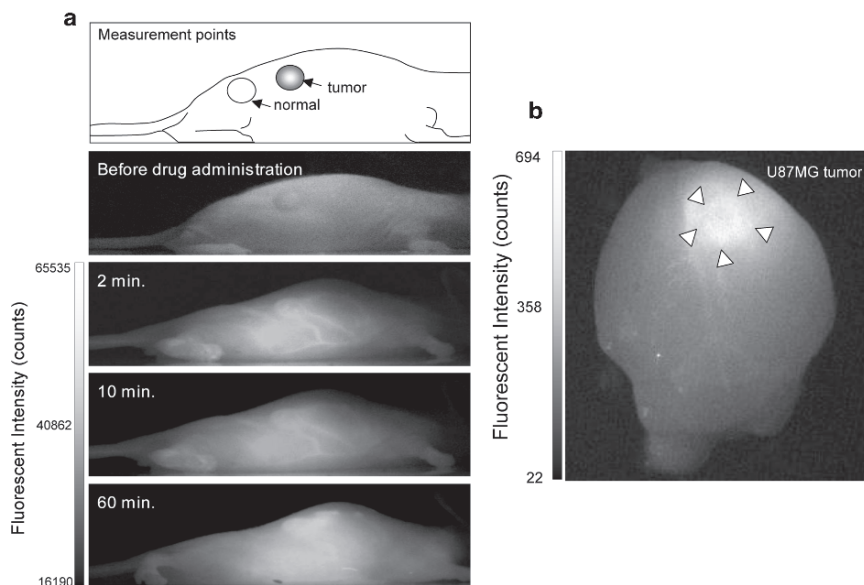 a
Measurement points
tumor
normal
Before drug administration
65535
2 min.
10 min.
40862
60 min.
16190
Fluorescent Intensity (counts)
b
694
U87MG tumor
358
22
Fluorescent Intensity (counts)